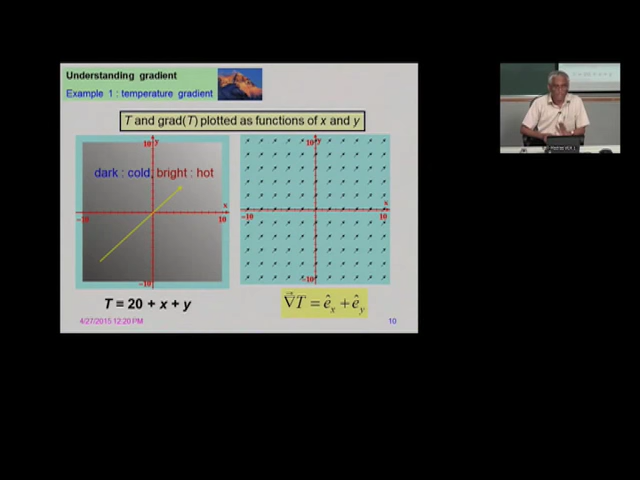 Understanding gradient
Example 1 : temperature gradient
T and grad(T) plotted as functions of x and y
10 y
dark : cold, bright : hot
x
-10
10
-10
10 y
x
-10
10
-10
T = 20 + x + y
∇⃗T = ê_x + ê_y
4/27/2015 12:20 PM
10